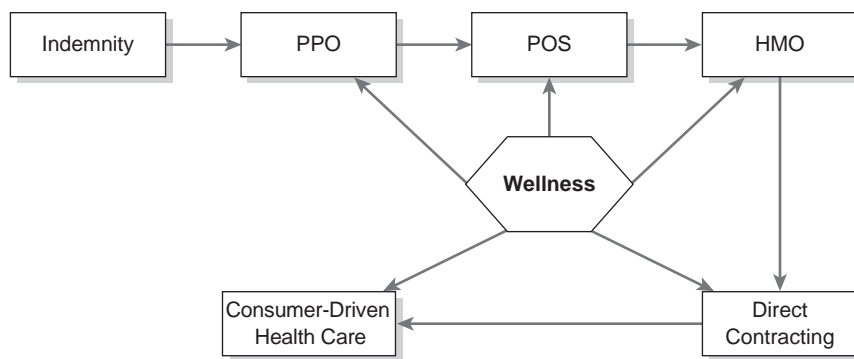 Indemnity
PPO
POS
HMO
Wellness
Consumer-Driven
Health Care
Direct
Contracting